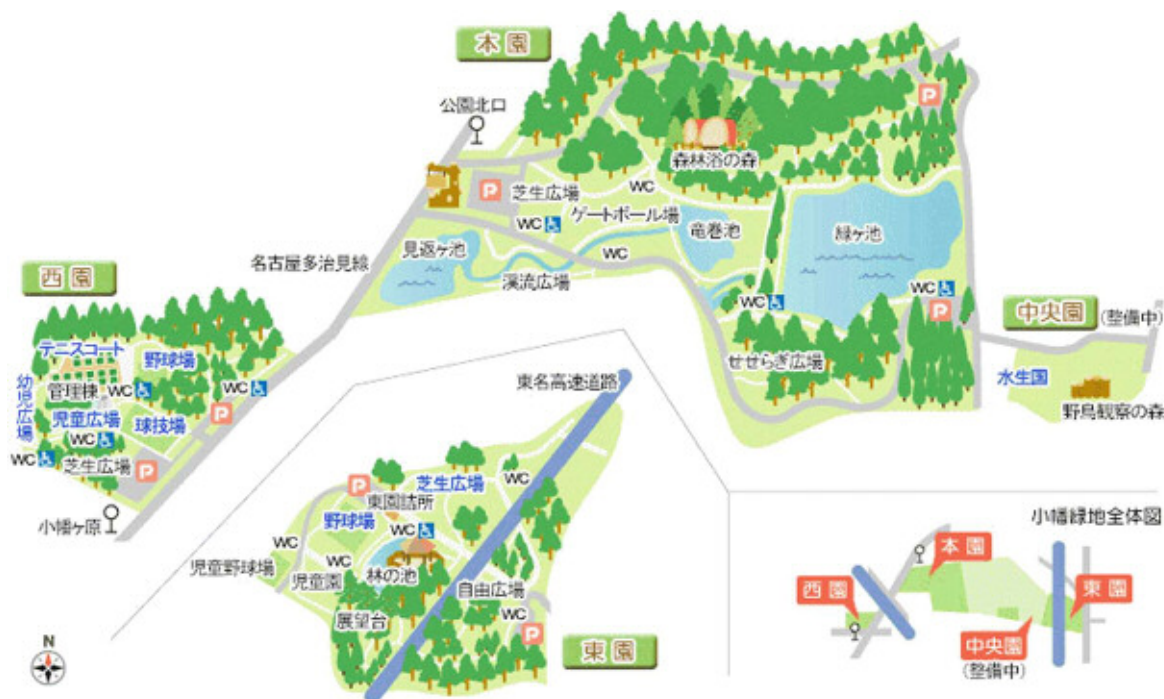 本園
公園北口
P
P
森林浴の森
芝生広場
WC
WC
ゲートボール場
竜巻池
緑ヶ池
見返ヶ池
WC
渓流広場
名古屋多治見線
WC
WC
P
せせらぎ広場
中央園
(整備中)
水生国
野鳥観察の森
西園
テニスコート
野球場
管理棟
WC
WC
幼児広場
児童広場
球技場
P
WC
WC
芝生広場
P
小幡ヶ原
東名高速道路
WC
芝生広場
P
東園詰所
野球場
WC
WC
WC
児童野球場
児童園
林の池
自由広場
展望台
WC
P
東園
N
小幡緑地全体図
本園
西園
東園
中央園
(整備中)